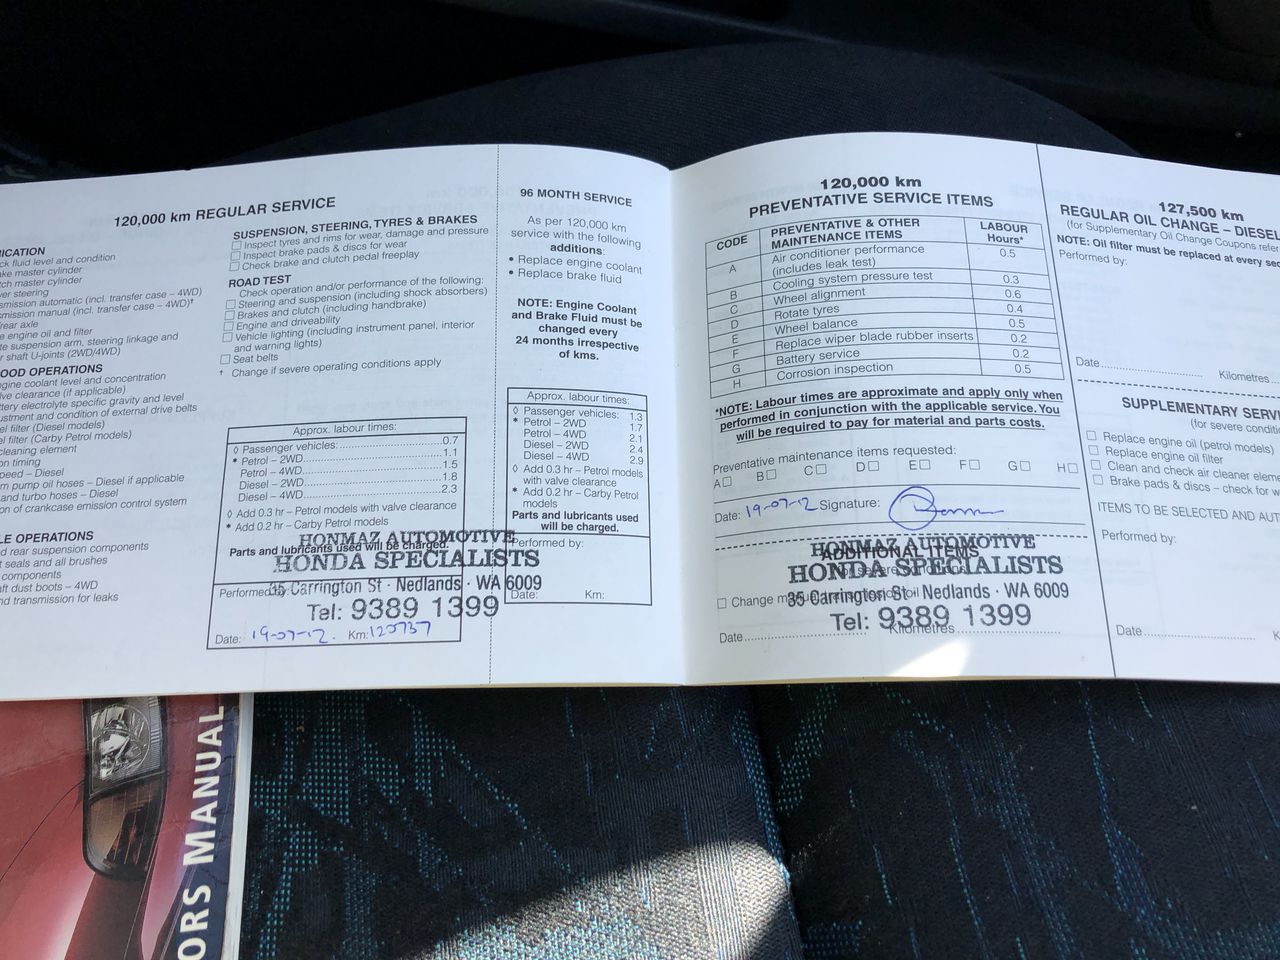 120,000 km REGULAR SERVICE
fluid level and condition
master cylinder
master cylinder
steering
automatic (incl. transfer case – 4WD)
manual (incl. transfer case – 4WD)†
rear axle
engine oil and filter
suspension arm, steering linkage and
shaft U-joints (2WD/4WD)
OPERATIONS
engine coolant level and concentration
clearance (if applicable)
electrolyte specific gravity and level
and condition of external drive belts
filter (Diesel models)
filter (Carby Petrol models)
cleaning element
timing
– Diesel
pump oil hoses – Diesel if applicable
and turbo hoses – Diesel
of crankcase emission control system
OPERATIONS
rear suspension components
seals and all brushes
components
dust boots – 4WD
and transmission for leaks
SUSPENSION, STEERING, TYRES & BRAKES
Inspect tyres and rims for wear, damage and pressure
Inspect brake pads & discs for wear
Check brake and clutch pedal freeplay
ROAD TEST
Check operation and/or performance of the following:
Steering and suspension (including shock absorbers)
Brakes and clutch (including handbrake)
Engine and driveability
Vehicle lighting (including instrument panel, interior
and warning lights)
Seat belts
† Change if severe operating conditions apply
Approx. labour times:
◊ Passenger vehicles: 0.7
* Petrol – 2WD 1.1
Petrol – 4WD 1.5
Diesel – 2WD 1.8
Diesel – 4WD 2.3
◊ Add 0.3 hr – Petrol models with valve clearance
* Add 0.2 hr – Carby Petrol models
Parts and lubricants used will be charged.
HONMAZ AUTOMOTIVE
HONDA SPECIALISTS
Performed by:
35 Carrington St · Nedlands · WA 6009
Tel: 9389 1399
Date: 19-07-12 Km: 120737
96 MONTH SERVICE
As per 120,000 km
service with the following
additions:
• Replace engine coolant
• Replace brake fluid
NOTE: Engine Coolant
and Brake Fluid must be
changed every
24 months irrespective
of kms.
Approx. labour times:
◊ Passenger vehicles: 1.3
* Petrol – 2WD 1.7
Petrol – 4WD 2.1
Diesel – 2WD 2.4
Diesel – 4WD 2.9
◊ Add 0.3 hr – Petrol models
with valve clearance
* Add 0.2 hr – Carby Petrol
models
Parts and lubricants used
will be charged.
Performed by:
Date: Km:
120,000 km
PREVENTATIVE SERVICE ITEMS
CODE PREVENTATIVE & OTHER MAINTENANCE ITEMS LABOUR Hours*
A Air conditioner performance (includes leak test) 0.5
B Cooling system pressure test 0.3
C Wheel alignment 0.6
D Rotate tyres 0.4
E Wheel balance 0.5
F Replace wiper blade rubber inserts 0.2
G Battery service 0.2
H Corrosion inspection 0.5
*NOTE: Labour times are approximate and apply only when
performed in conjunction with the applicable service. You
will be required to pay for material and parts costs.
Preventative maintenance items requested:
A B C D E F G H
Date: 19-07-12 Signature:
HONMAZ AUTOMOTIVE
ADDITIONAL ITEMS
HONDA SPECIALISTS
35 Carrington St · Nedlands · WA 6009
Change manual transmission oil
Tel: 9389 1399
Date Kilometres
127,500 km
REGULAR OIL CHANGE – DIESEL
(for Supplementary Oil Change Coupons refer
NOTE: Oil filter must be replaced at every
Performed by:
Date Kilometres
SUPPLEMENTARY
(for severe
Replace engine oil (petrol models)
Replace engine oil filter
Clean and check air cleaner
Brake pads & discs – check for
ITEMS TO BE SELECTED AND
Performed by:
Date
MANUAL